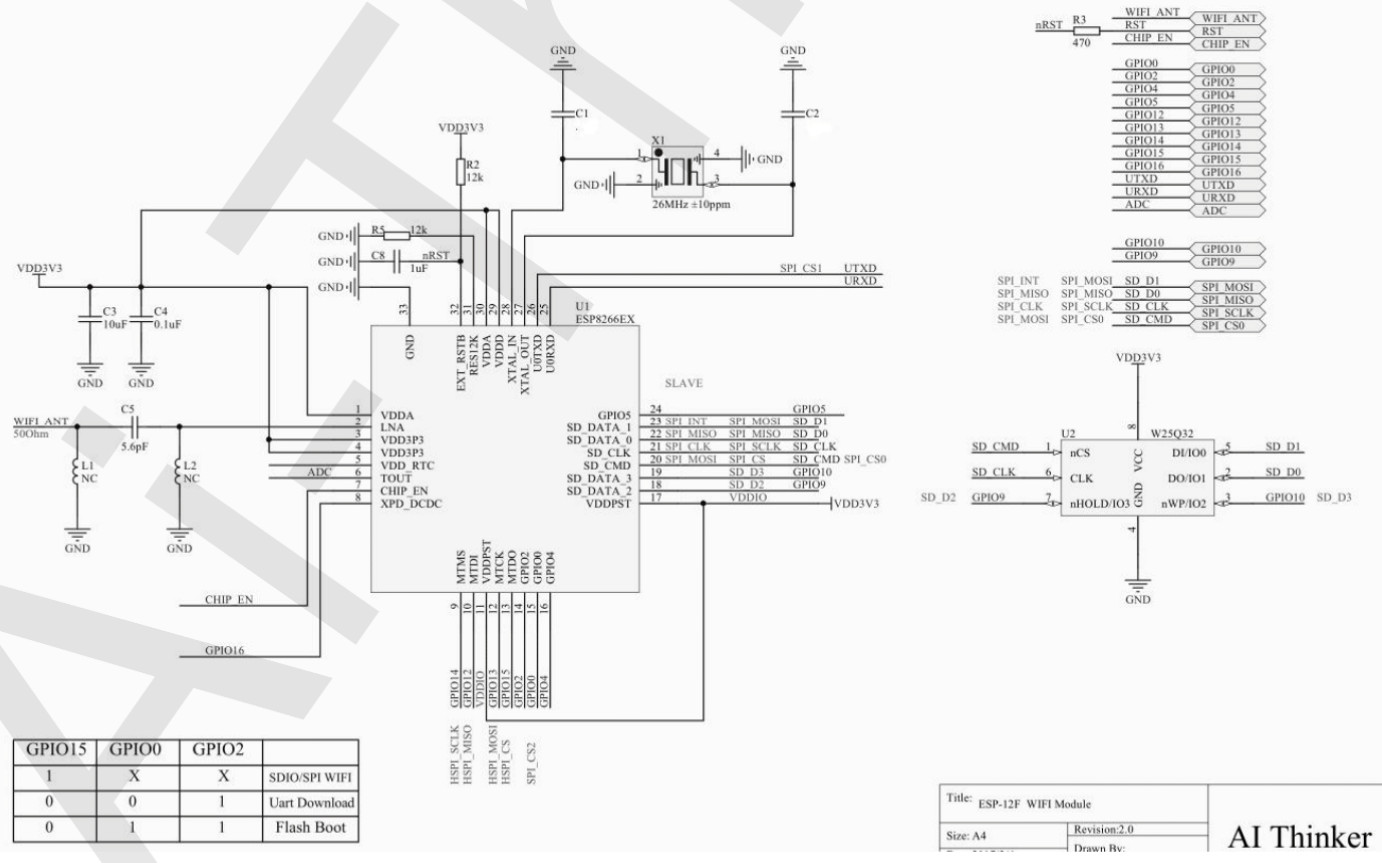 WIFI_ANT WIFI_ANT
nRST R3 RST RST
470 CHIP_EN CHIP_EN
GPIO0 GPIO0
GPIO2 GPIO2
GPIO4 GPIO4
GPIO5 GPIO5
GPIO12 GPIO12
GPIO13 GPIO13
GPIO14 GPIO14
GPIO15 GPIO15
GPIO16 GPIO16
UTXD UTXD
URXD URXD
ADC ADC
GPIO10 GPIO10
GPIO9 GPIO9
SPI_INT SPI_MOSI SD_D1 SPI_MOSI
SPI_MISO SPI_MISO SD_D0 SPI_MISO
SPI_CLK SPI_SCLK SD_CLK SPI_SCLK
SPI_MOSI SPI_CS0 SD_CMD SPI_CS0
GND GND
C1 C2
VDD3V3
R2
12k
X1
1 4 GND
GND 2 3
26MHz ±10ppm
GND R5 12k
GND C8 nRST
1uF
GND
SPI_CS1 UTXD
URXD
VDD3V3
C3
10uF
C4
0.1uF
GND GND
33 32 31 30 29 28 27 26 25
U1
ESP8266EX
GND EXT_RSTB RES12K VDDA VDDD XTAL_IN XTAL_OUT U0TXD U0RXD
SLAVE
WIFI_ANT
50Ohm
C5
5.6pF
L1
NC
L2
NC
GND GND
1 VDDA
2 LNA
3 VDD3P3
4 VDD3P3
5 VDD_RTC
ADC 6 TOUT
7 CHIP_EN
8 XPD_DCDC
GPIO5 24 GPIO5
SD_DATA_1 23 SPI_INT SPI_MOSI SD_D1
SD_DATA_0 22 SPI_MISO SPI_MISO SD_D0
SD_CLK 21 SPI_CLK SPI_SCLK SD_CLK
SD_CMD 20 SPI_MOSI SPI_CS SD_CMD SPI_CS0
SD_DATA_3 19 SD_D3 GPIO10
SD_DATA_2 18 SD_D2 GPIO9
VDDPST 17 VDDIO VDD3V3
MTMS MTDI VDDPST MTCK MTDO GPIO2 GPIO0 GPIO4
9 10 11 12 13 14 15 16
CHIP_EN
GPIO16
GPIO14 GPIO12 VDDIO GPIO13 GPIO15 GPIO2 GPIO0 GPIO4
HSPI_SCLK HSPI_MISO HSPI_MOSI HSPI_CS SPI_CS2
VDD3V3
8
U2 W25Q32
SD_CMD 1 nCS VCC DI/IO0 5 SD_D1
SD_CLK 6 CLK DO/IO1 2 SD_D0
SD_D2 GPIO9 7 nHOLD/IO3 GND nWP/IO2 3 GPIO10 SD_D3
4
GND
GPIO15 GPIO0 GPIO2
1 X X SDIO/SPI WIFI
0 0 1 Uart Download
0 1 1 Flash Boot
Title: ESP-12F WIFI Module
Size: A4 Revision:2.0
Drawn By:
AI Thinker